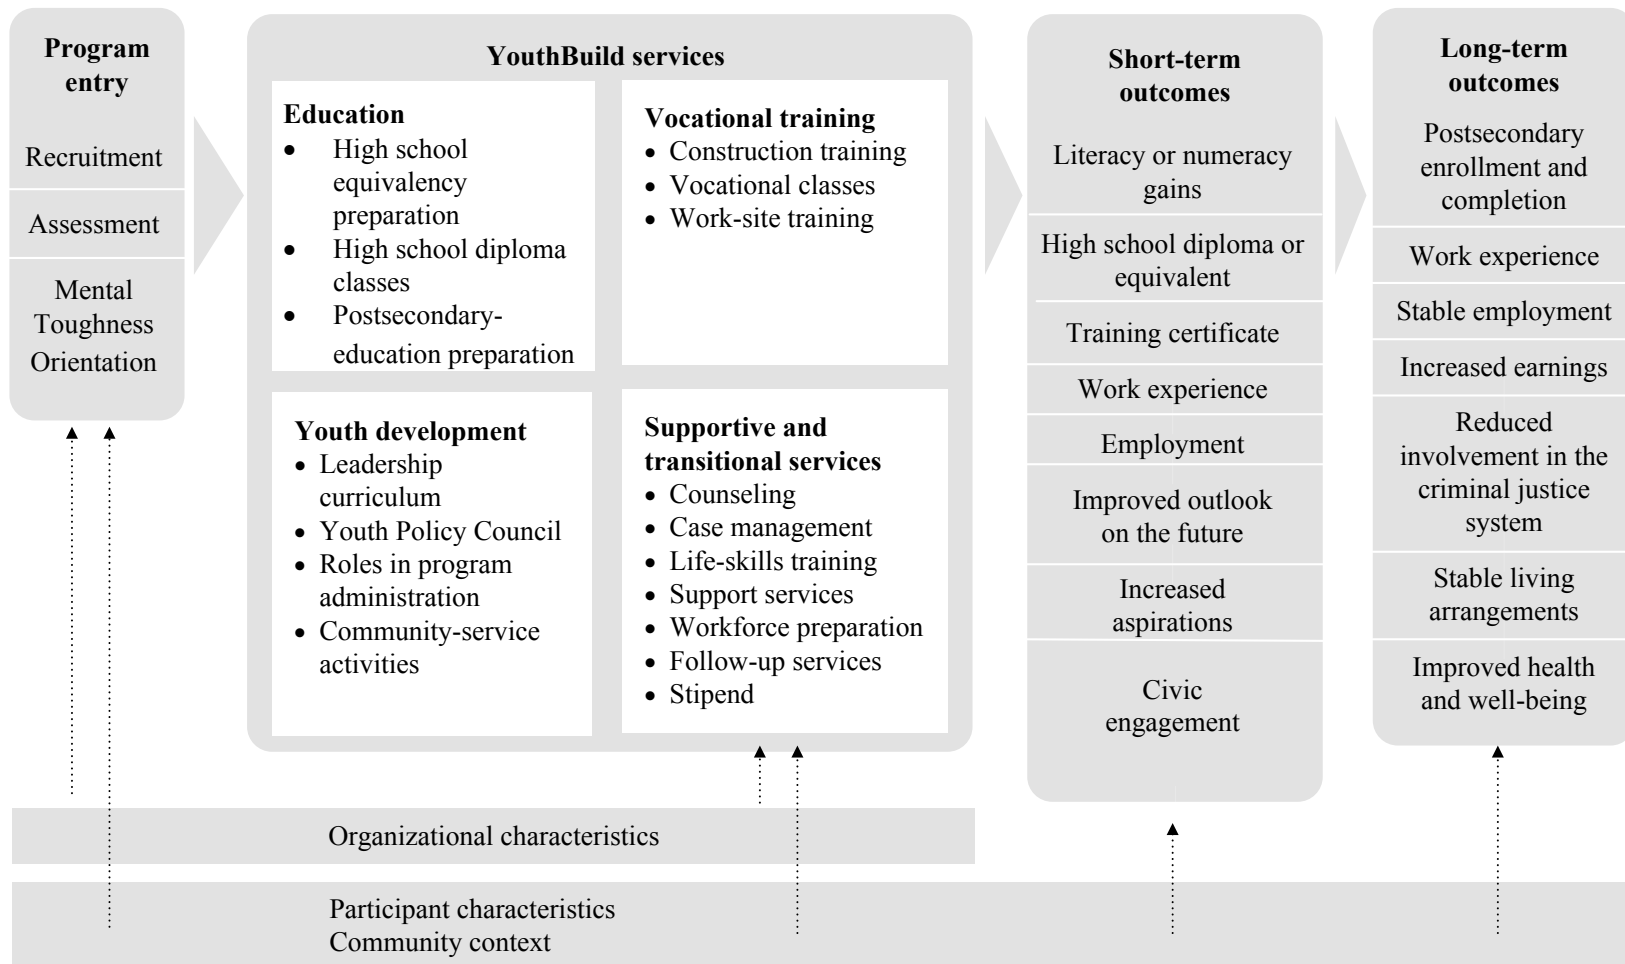 Program
entry
Recruitment
Assessment
Mental
Toughness
Orientation
YouthBuild services
Education
• High school
equivalency
preparation
• High school diploma
classes
• Postsecondary-
education preparation
Vocational training
• Construction training
• Vocational classes
• Work-site training
Youth development
• Leadership
curriculum
• Youth Policy Council
• Roles in program
administration
• Community-service
activities
Supportive and
transitional services
• Counseling
• Case management
• Life-skills training
• Support services
• Workforce preparation
• Follow-up services
• Stipend
Short-term
outcomes
Literacy or numeracy
gains
High school diploma or
equivalent
Training certificate
Work experience
Employment
Improved outlook
on the future
Increased
aspirations
Civic
engagement
Long-term
outcomes
Postsecondary
enrollment and
completion
Work experience
Stable employment
Increased earnings
Reduced
involvement in the
criminal justice
system
Stable living
arrangements
Improved health
and well-being
Organizational characteristics
Participant characteristics
Community context